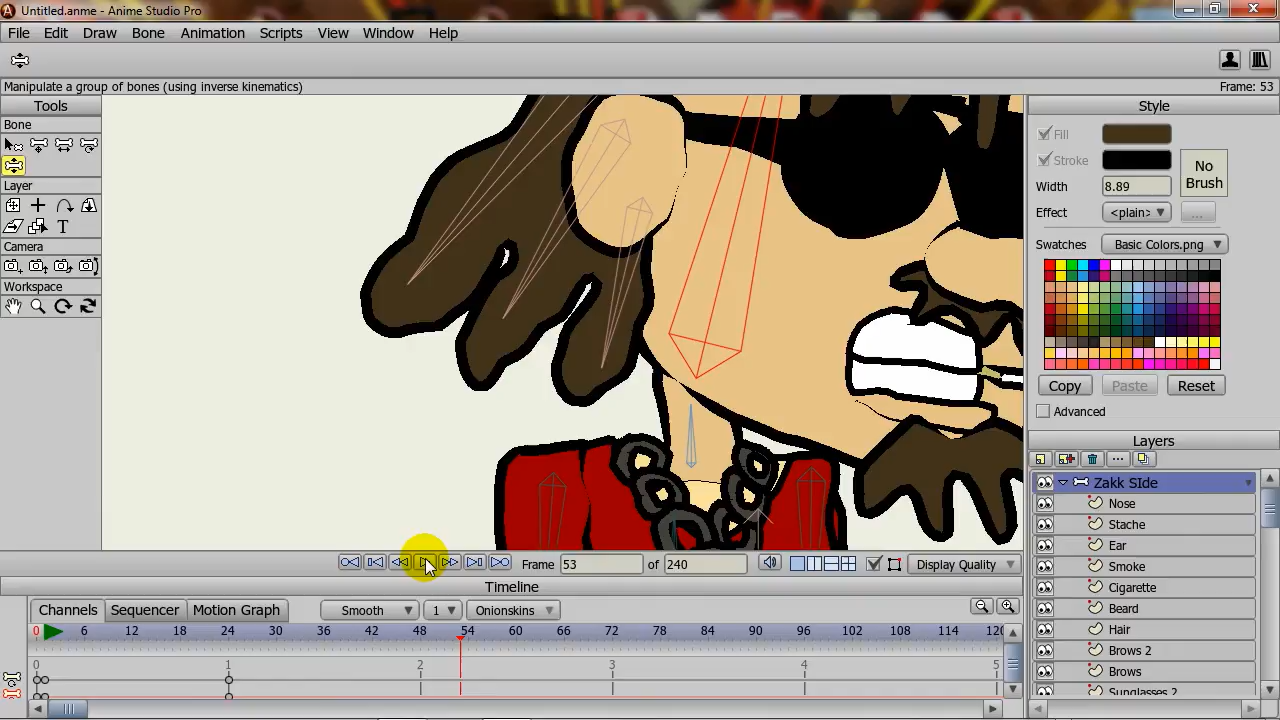 Untitled.anme - Anime Studio Pro
File Edit Draw Bone Animation Scripts View Window Help
Manipulate a group of bones (using inverse kinematics)
Frame: 53
Tools
Bone
Layer
T
Camera
Workspace
Style
Fill
Stroke
No Brush
Width 8.89
Effect <plain> ...
Swatches Basic Colors.png
Copy Paste Reset
Advanced
Layers
Zakk SIde
Nose
Stache
Ear
Smoke
Cigarette
Beard
Hair
Brows 2
Brows
Sunglasses 2
Frame 53 of 240 Display Quality
Timeline
Channels Sequencer Motion Graph Smooth 1 Onionskins
0 6 12 18 24 30 36 42 48 54 60 66 72 78 84 90 96 102 108 114 120
0 1 2 3 4 5